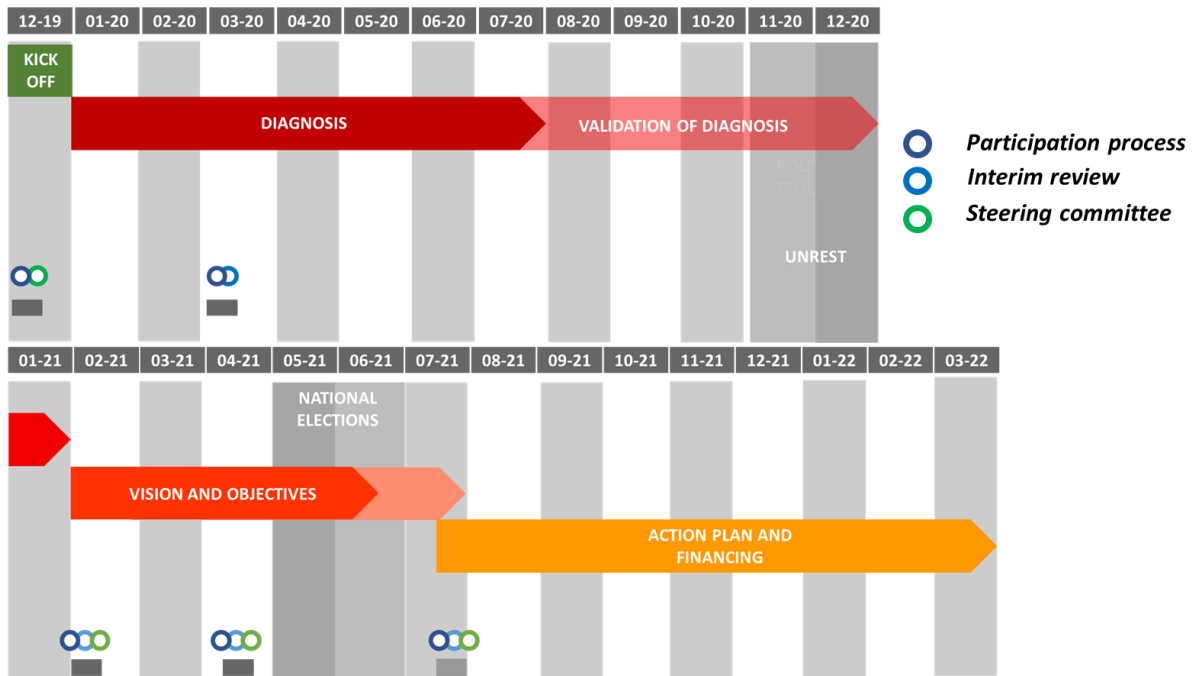 12-19 01-20 02-20 03-20 04-20 05-20 06-20 07-20 08-20 09-20 10-20 11-20 12-20
KICK
OFF
DIAGNOSIS
VALIDATION OF DIAGNOSIS
UNREST
Participation process
Interim review
Steering committee
01-21 02-21 03-21 04-21 05-21 06-21 07-21 08-21 09-21 10-21 11-21 12-21 01-22 02-22 03-22
NATIONAL
ELECTIONS
VISION AND OBJECTIVES
ACTION PLAN AND
FINANCING